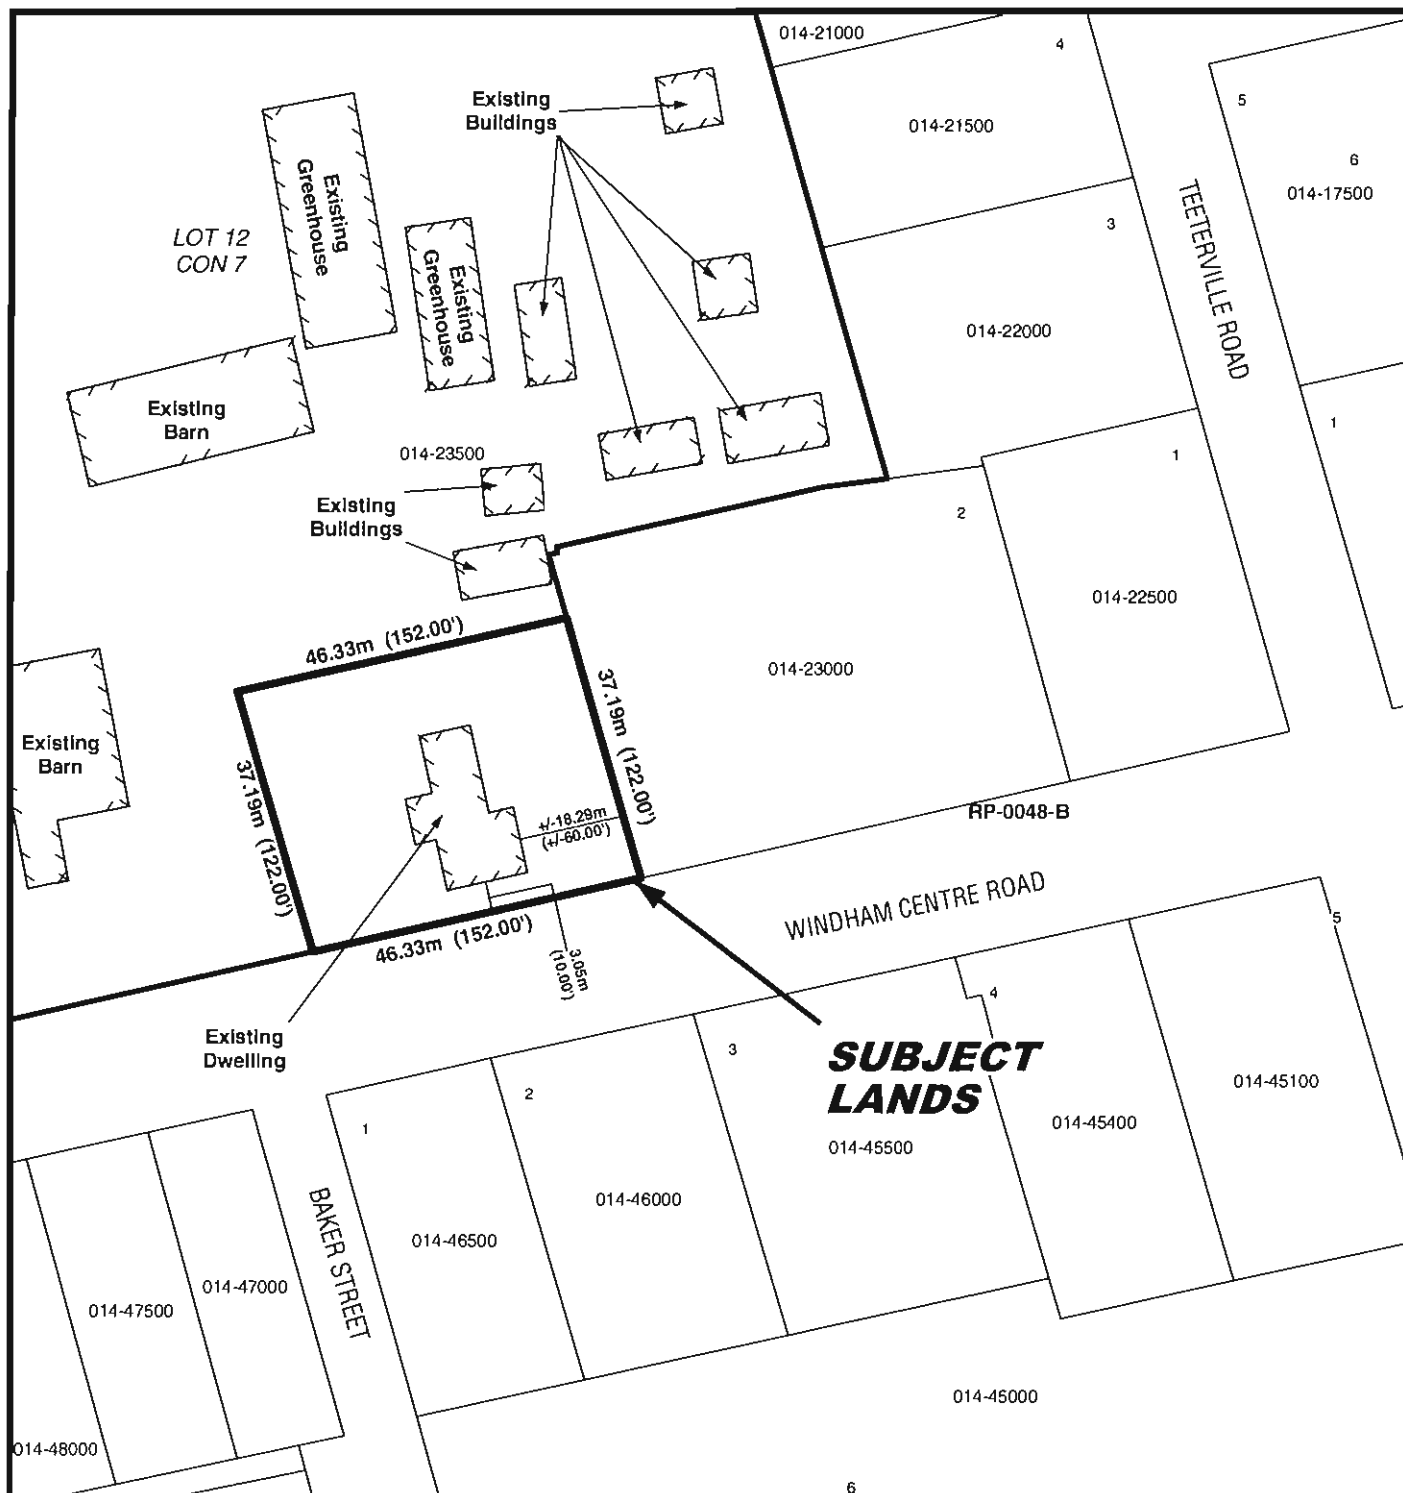 014-21000
4
5
Existing
Buildings
014-21500
6
014-17500
Existing
Greenhouse
TEETERVILLE ROAD
LOT 12
CON 7
3
Existing
Greenhouse
014-22000
Existing
Barn
1
014-23500
1
Existing
Buildings
2
014-22500
46.33m (152.00')
014-23000
37.19m (122.00')
Existing
Barn
37.19m (122.00')
+/-18.29m
(+/-60.00')
RP-0048-B
WINDHAM CENTRE ROAD
46.33m (152.00')
3.05m
(10.00')
5
4
Existing
Dwelling
SUBJECT
LANDS
3
2
1
014-45100
014-45400
014-45500
014-46000
014-46500
BAKER STREET
014-47000
014-47500
014-45000
014-48000
6